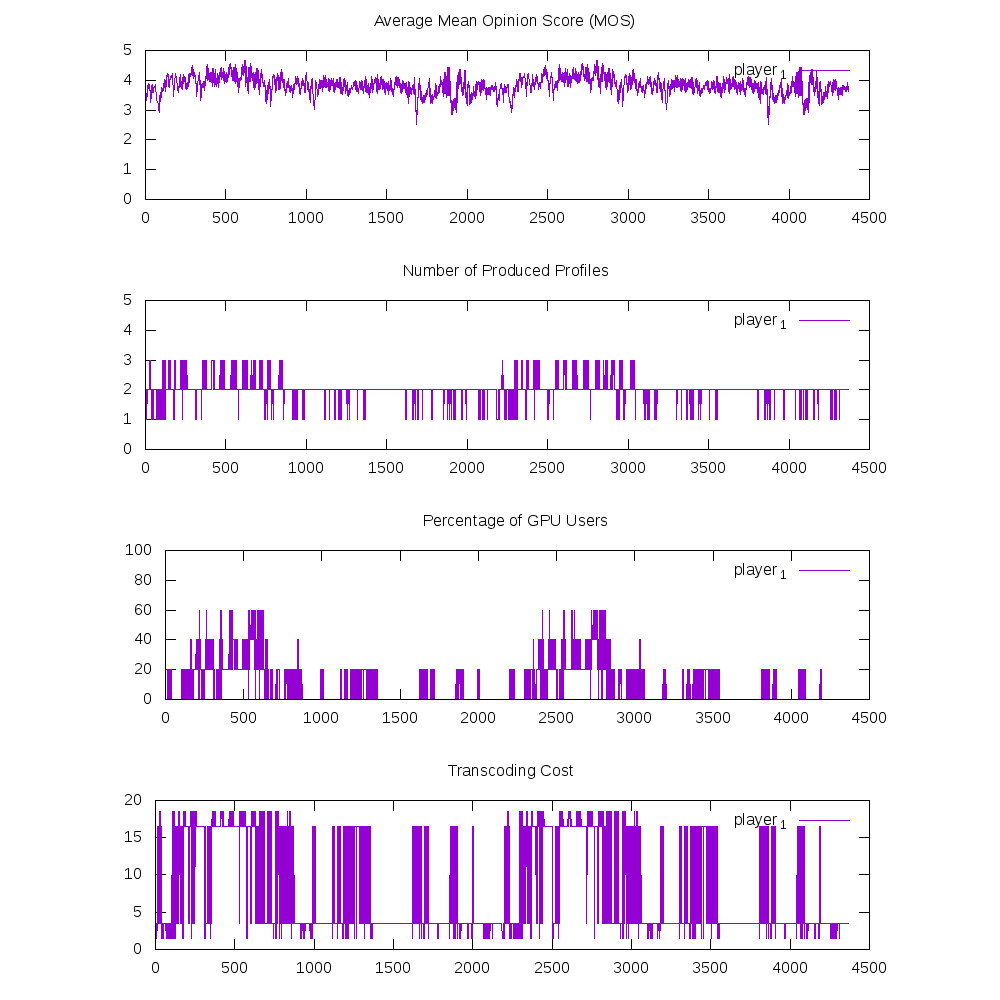 Average Mean Opinion Score (MOS)
5
player 1
4
3
2
1
0
0 500 1000 1500 2000 2500 3000 3500 4000 4500
Number of Produced Profiles
5
player 1
4
3
2
1
0
0 500 1000 1500 2000 2500 3000 3500 4000 4500
Percentage of GPU Users
100
player 1
80
60
40
20
0
0 500 1000 1500 2000 2500 3000 3500 4000 4500
Transcoding Cost
20
player 1
15
10
5
0
0 500 1000 1500 2000 2500 3000 3500 4000 4500